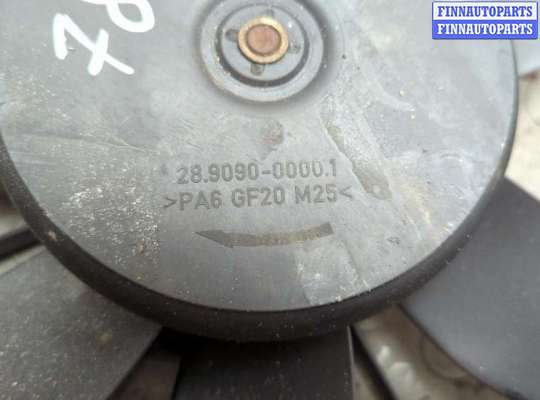 FINNAUTOPARTS
FINNAUTOPARTS
28.9090-0000.1
>PA6 GF20 M25<